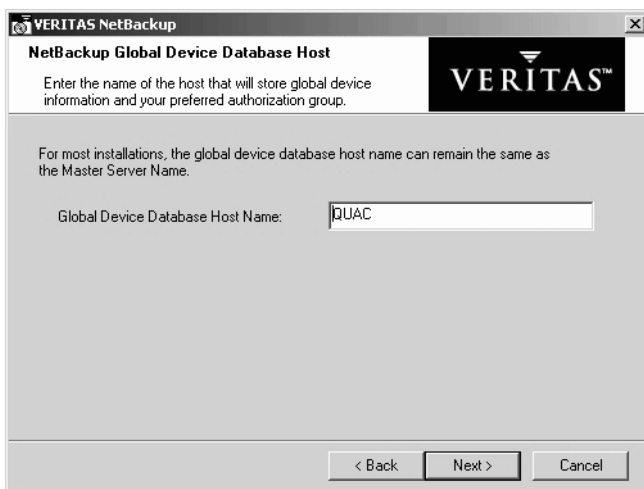 VERITAS NetBackup
NetBackup Global Device Database Host
Enter the name of the host that will store global device
information and your preferred authorization group.
VERITAS™
For most installations, the global device database host name can remain the same as
the Master Server Name.
Global Device Database Host Name:
QUAC
< Back
Next >
Cancel